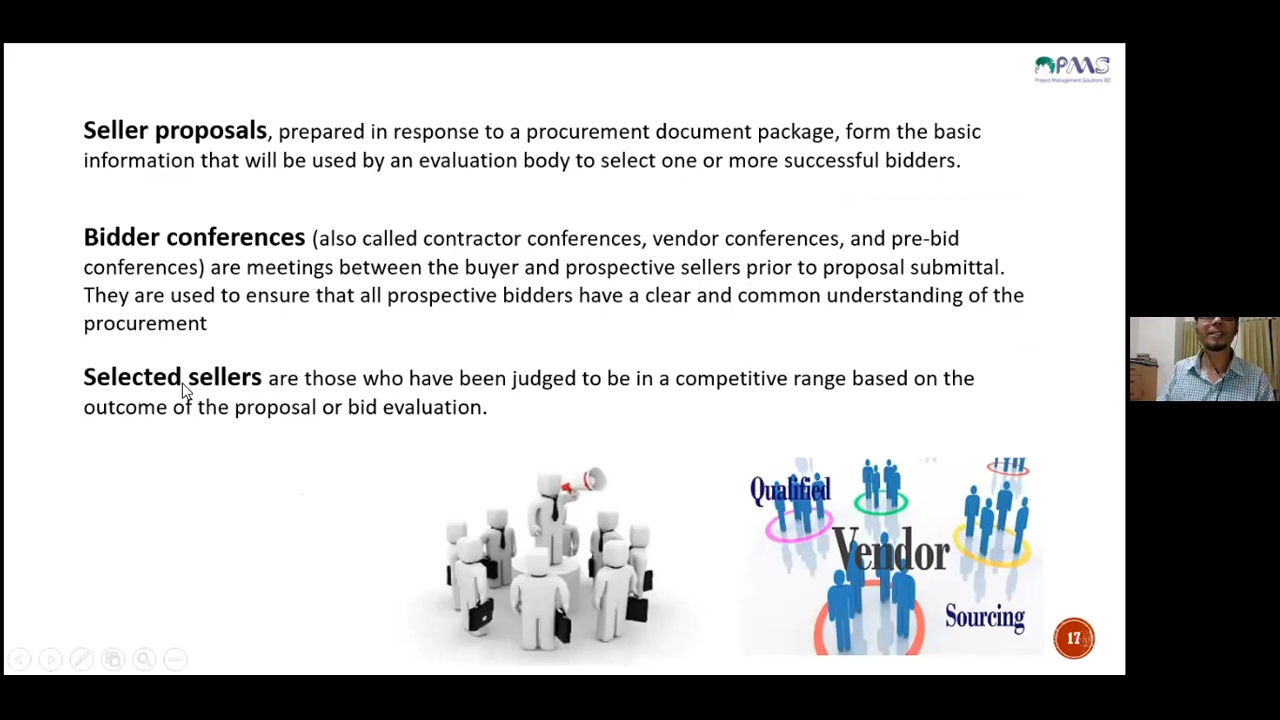 PMS
Project Management Solutions BD
Seller proposals, prepared in response to a procurement document package, form the basic
information that will be used by an evaluation body to select one or more successful bidders.
Bidder conferences (also called contractor conferences, vendor conferences, and pre-bid
conferences) are meetings between the buyer and prospective sellers prior to proposal submittal.
They are used to ensure that all prospective bidders have a clear and common understanding of the
procurement
Selected sellers are those who have been judged to be in a competitive range based on the
outcome of the proposal or bid evaluation.
Qualified
Vendor
Sourcing
17